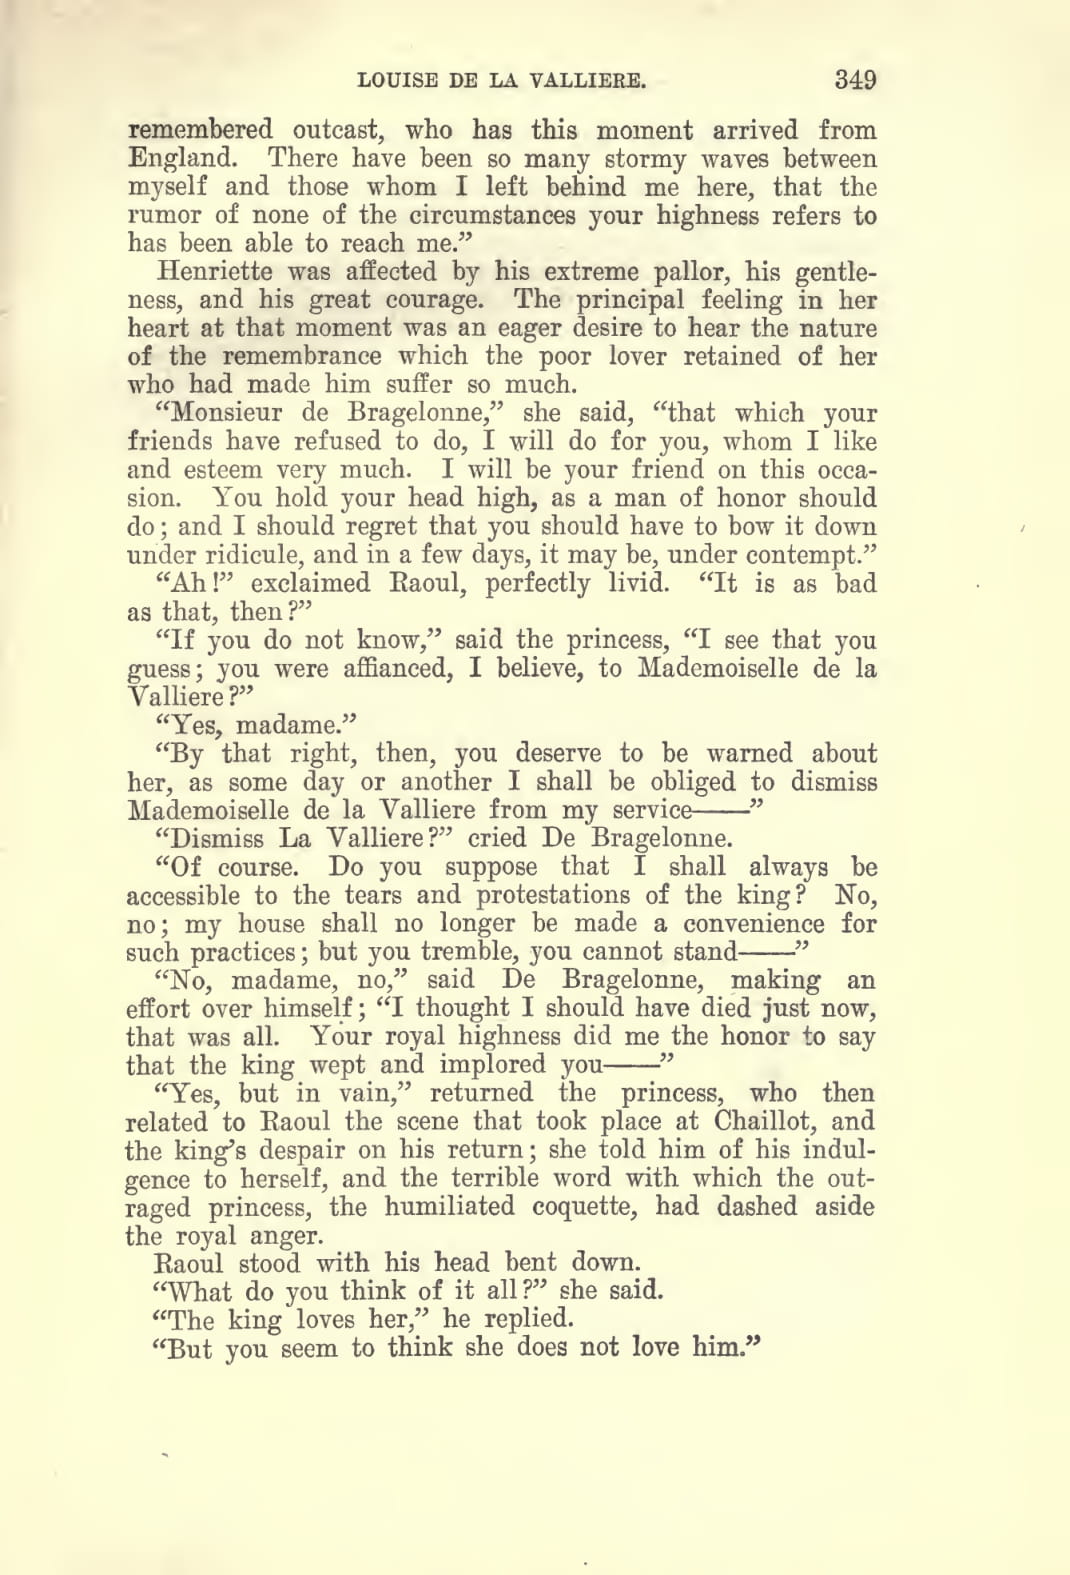 LOUISE DE LA VALLIERE. 349
remembered outcast, who has this moment arrived from
England. There have been so many stormy waves between
myself and those whom I left behind me here, that the
rumor of none of the circumstances your highness refers to
has been able to reach me.”
Henriette was affected by his extreme pallor, his gentle-
ness, and his great courage. The principal feeling in her
heart at that moment was an eager desire to hear the nature
of the remembrance which the poor lover retained of her
who had made him suffer so much.
“Monsieur de Bragelonne,” she said, “that which your
friends have refused to do, I will do for you, whom I like
and esteem very much. I will be your friend on this occa-
sion. You hold your head high, as a man of honor should
do; and I should regret that you should have to bow it down
under ridicule, and in a few days, it may be, under contempt.”
“Ah!” exclaimed Raoul, perfectly livid. “It is as bad
as that, then?”
“If you do not know,” said the princess, “I see that you
guess; you were affianced, I believe, to Mademoiselle de la
Valliere?”
“Yes, madame.”
“By that right, then, you deserve to be warned about
her, as some day or another I shall be obliged to dismiss
Mademoiselle de la Valliere from my service——”
“Dismiss La Valliere?” cried De Bragelonne.
“Of course. Do you suppose that I shall always be
accessible to the tears and protestations of the king? No,
no; my house shall no longer be made a convenience for
such practices; but you tremble, you cannot stand——”
“No, madame, no,” said De Bragelonne, making an
effort over himself; “I thought I should have died just now,
that was all. Your royal highness did me the honor to say
that the king wept and implored you——”
“Yes, but in vain,” returned the princess, who then
related to Raoul the scene that took place at Chaillot, and
the king’s despair on his return; she told him of his indul-
gence to herself, and the terrible word with which the out-
raged princess, the humiliated coquette, had dashed aside
the royal anger.
Raoul stood with his head bent down.
“What do you think of it all?” she said.
“The king loves her,” he replied.
“But you seem to think she does not love him.”